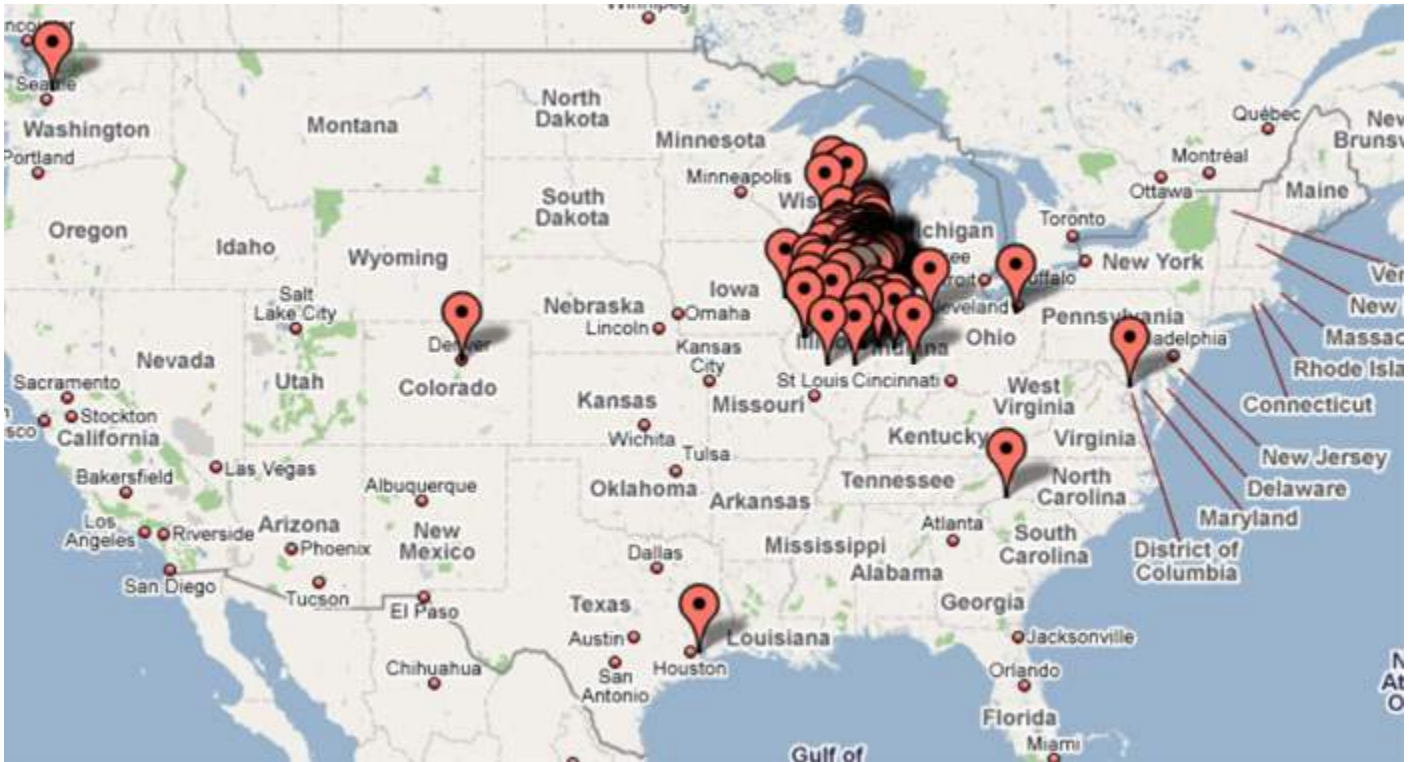 Winnipeg
Seattle
Washington
Portland
Montana
North
Dakota
Minnesota
Minneapolis
Québec
Montréal
Ottawa
Maine
Oregon
Idaho
South
Dakota
Wyoming
Toronto
New York
Salt
Lake City
Nebraska
Iowa
Omaha
Lincoln
Denver
Cleveland
Ohio
Pennsylvania
Nevada
Utah
Colorado
Kansas
City
Sacramento
Stockton
California
Kansas
Missouri
St Louis
Cincinnati
West
Virginia
Connecticut
Wichita
Kentucky
Virginia
New Jersey
Las Vegas
Tulsa
Bakersfield
Albuquerque
Oklahoma
Arkansas
Tennessee
North
Carolina
Delaware
Maryland
Los
Angeles
Riverside
Arizona
Phoenix
New
Mexico
Atlanta
South
Carolina
San Diego
Tucson
El Paso
Dallas
Mississippi
Alabama
District of
Columbia
Texas
Georgia
Austin
Houston
Louisiana
Jacksonville
San
Antonio
Chihuahua
Orlando
Florida
Miami
Gulf of